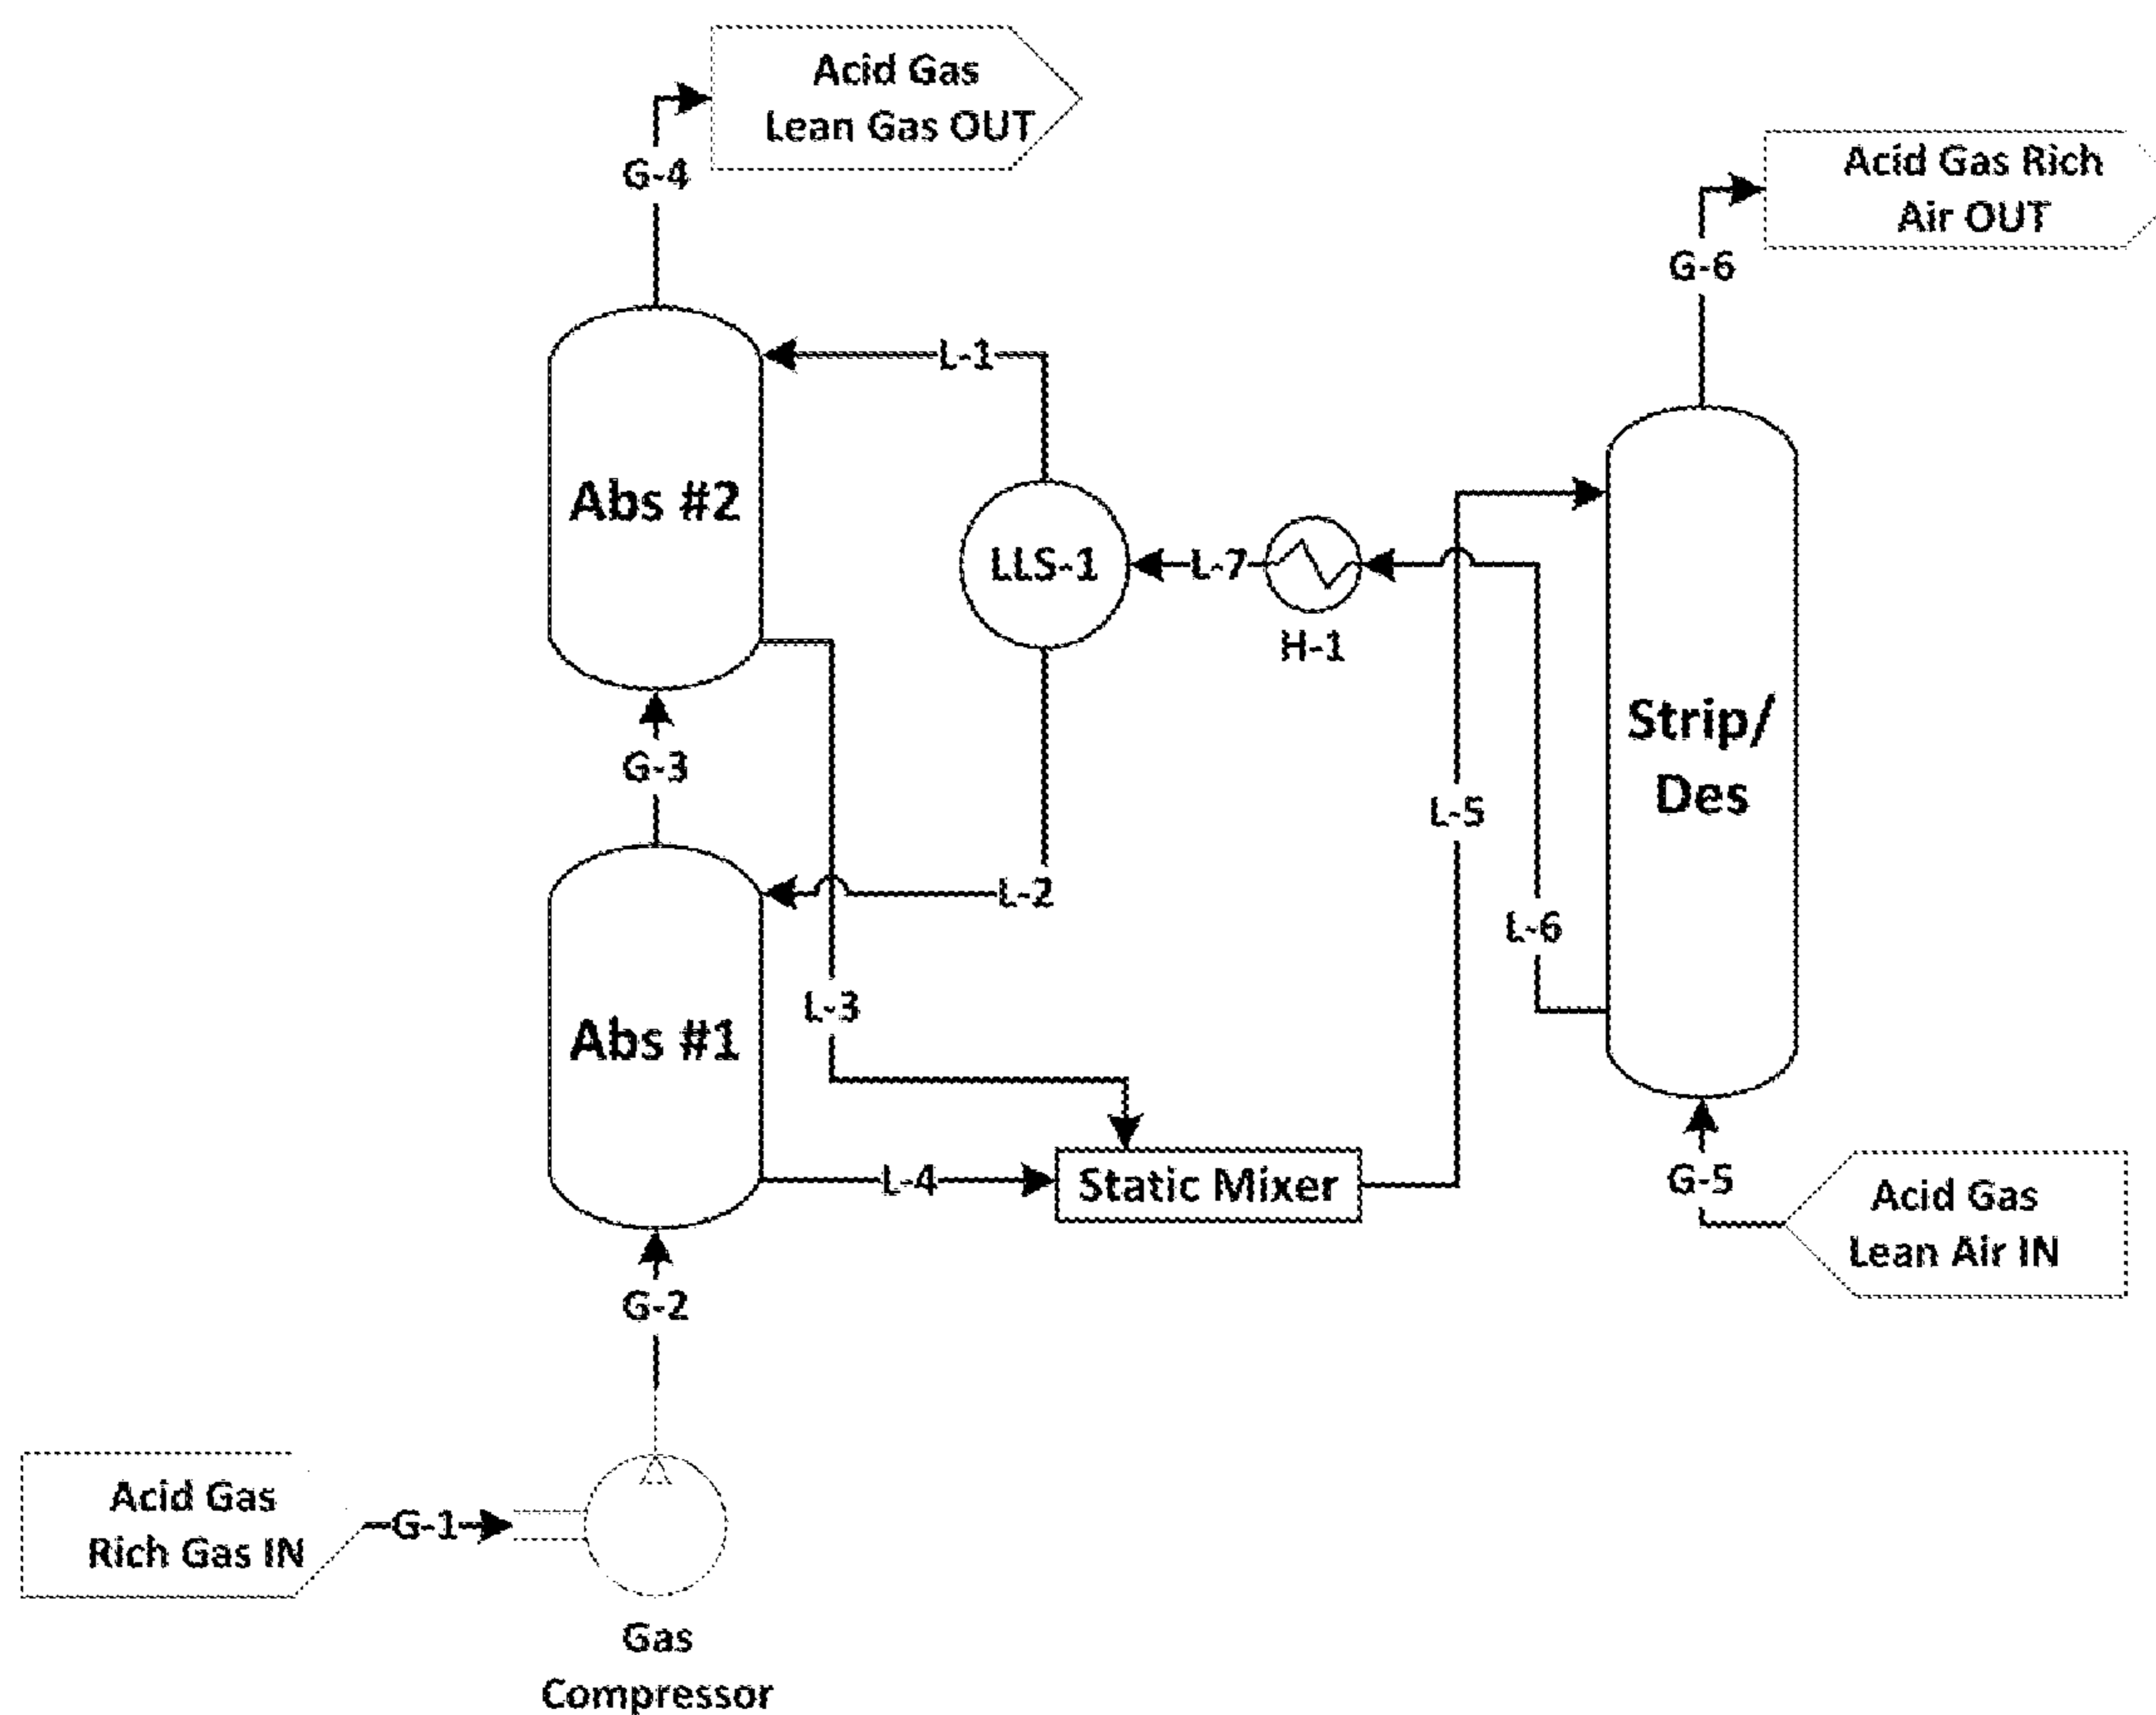 Acid Gas
Lean Gas OUT
Acid Gas Rich
Air OUT
G-4
G-6
L-1
Abs #2
LLS-1
L-7
H-1
Strip/
Des
G-3
L-5
L-2
L-6
L-3
Abs #1
L-4
Static Mixer
G-5
Acid Gas
Lean Air IN
G-2
Acid Gas
Rich Gas IN
G-1
Gas
Compressor